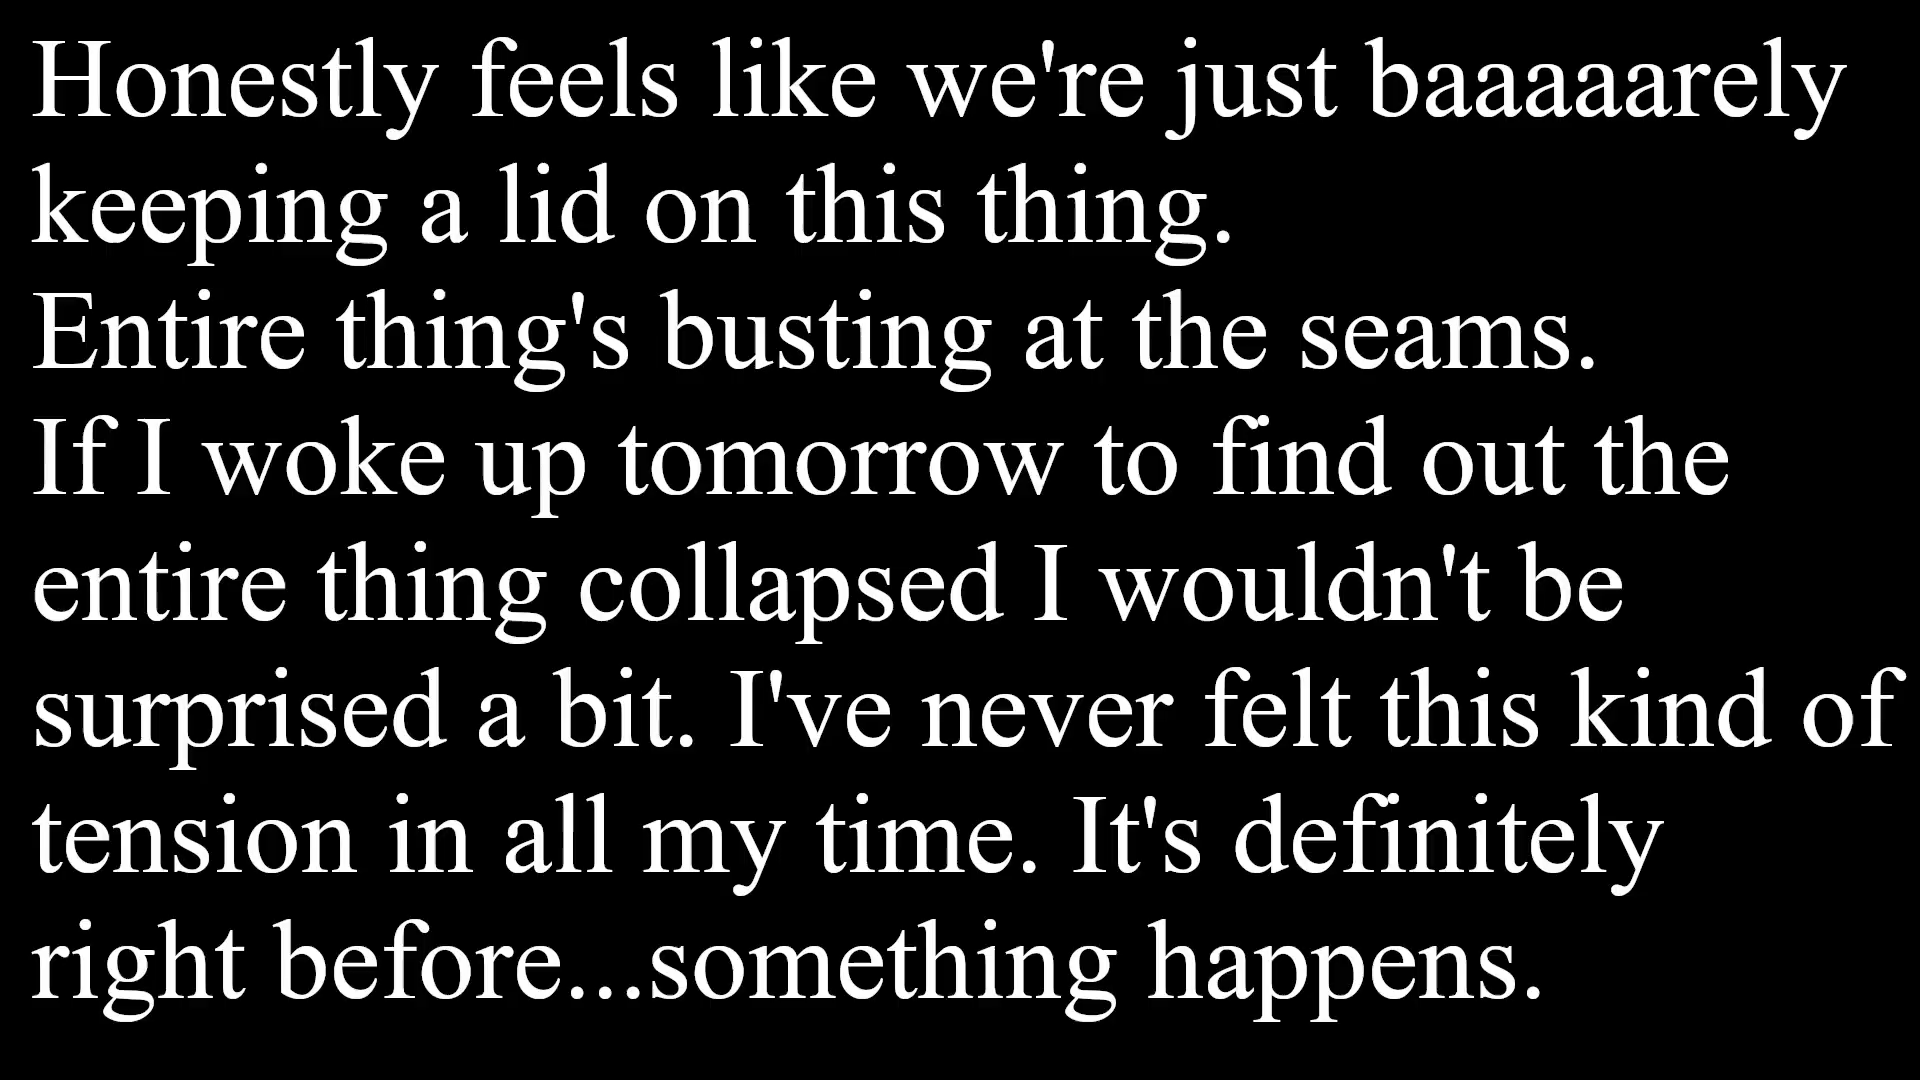 Honestly feels like we're just baaaaarely
keeping a lid on this thing.
Entire thing's busting at the seams.
If I woke up tomorrow to find out the
entire thing collapsed I wouldn't be
surprised a bit. I've never felt this kind of
tension in all my time. It's definitely
right before...something happens.